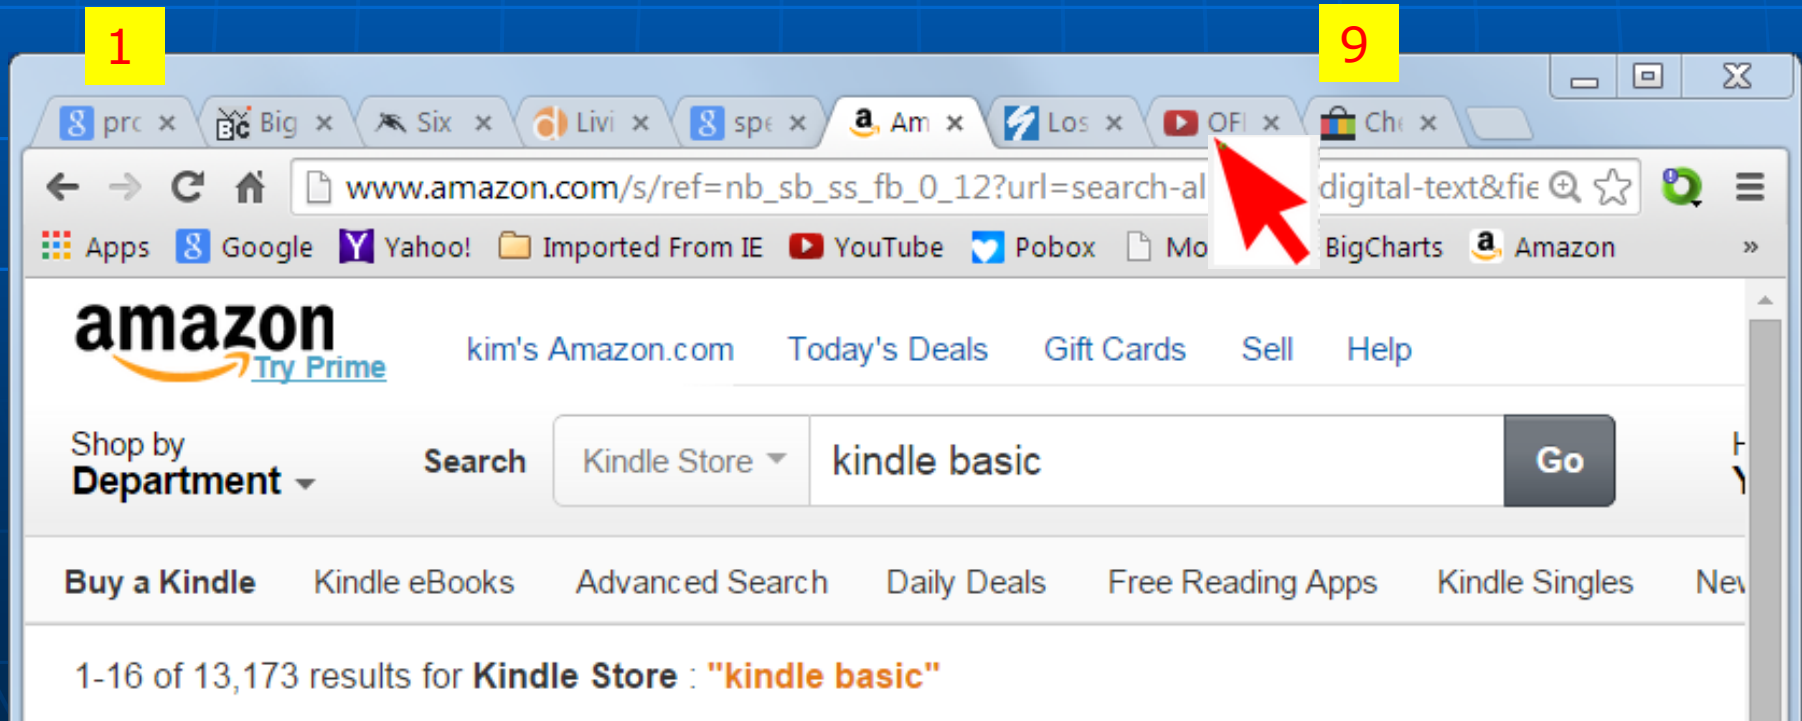 1 9
prc Big Six Livi spe Am Los OFF Che
www.amazon.com/s/ref=nb_sb_ss_fb_0_12?url=search-al digital-text&fie
Apps Google Yahoo! Imported From IE YouTube Pobox Mo BigCharts Amazon »
amazon
Try Prime
kim's Amazon.com Today's Deals Gift Cards Sell Help
Shop by
Department
Search Kindle Store kindle basic Go
Buy a Kindle Kindle eBooks Advanced Search Daily Deals Free Reading Apps Kindle Singles New
1-16 of 13,173 results for Kindle Store : "kindle basic"